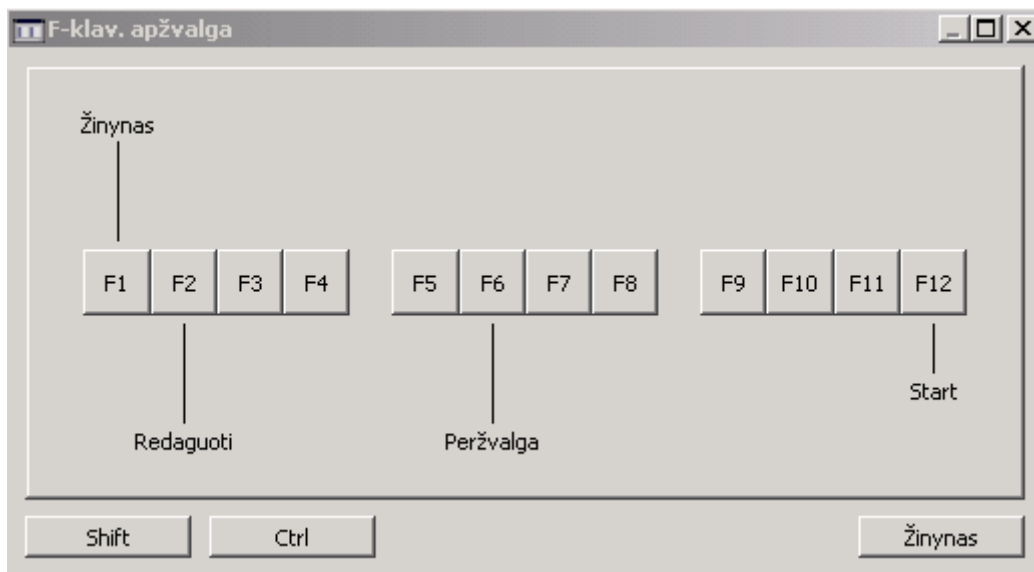 F-klav. apžvalga
Žinynas
F1 F2 F3 F4 F5 F6 F7 F8 F9 F10 F11 F12
Start
Redaguoti Peržvalga
Shift Ctrl Žinynas